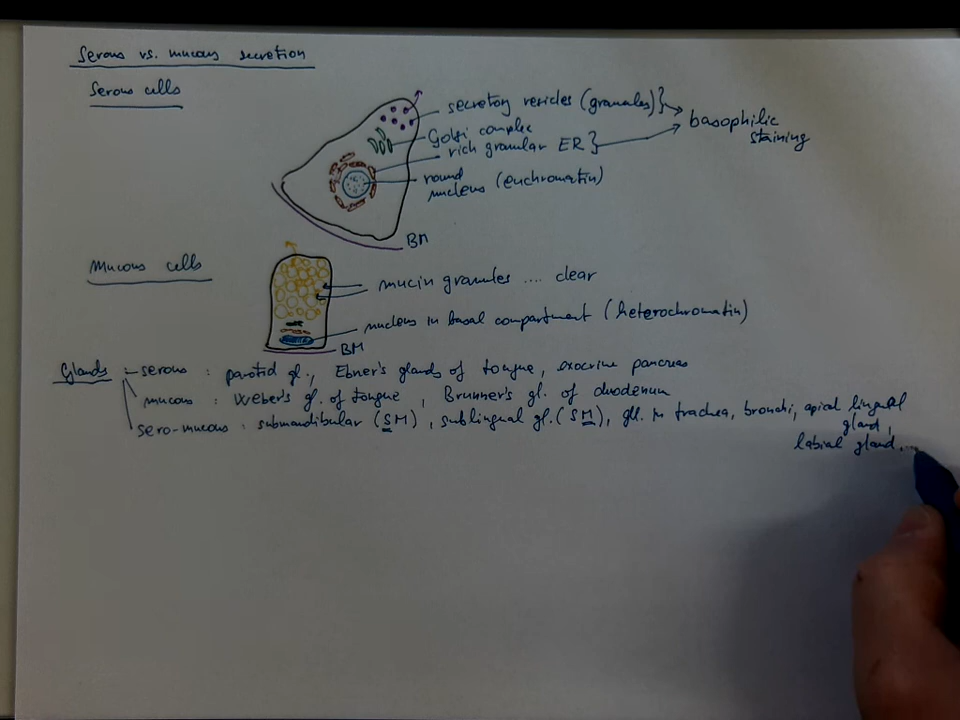 Serous vs. mucous secretion
Serous cells
secretory vesicles (granules)
Golgi complex
rich granular ER
basophilic
staining
round
nucleus (euchromatin)
BM
Mucous cells
mucin granules .... clear
nucleus in basal compartment (heterochromatin)
BM
Glands - serous : parotid gl., Ebner's glands of tongue, exocrine pancreas
mucous : Weber's gl. of tongue, Brunner's gl. of duodenum
sero-mucous : submandibular (SM), sublingual gl. (SM), gll. in trachea, bronchi, apical lingual
gland,
labial gland...